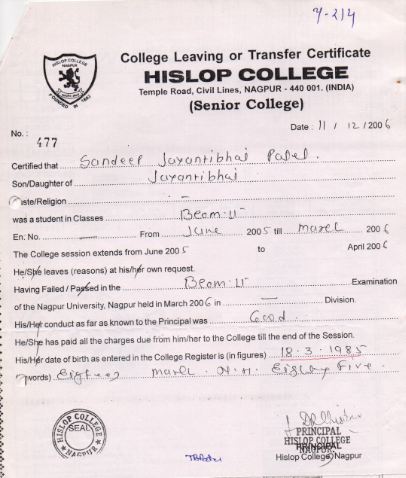 4-214
HISLOP COLLEGE
NAGPUR
FOUNDED IN 1883
College Leaving or Transfer Certificate
HISLOP COLLEGE
Temple Road, Civil Lines, NAGPUR - 440 001. (INDIA)
(Senior College)
No. : 477
Date : 11 / 12 / 2006
Certified that Sandeep Jayantibhai Patel.
Son/Daughter of Jayantibhai
Caste/Religion —
was a student in Classes Bcom-II
En. No. — From June 2005 till March 2006
The College session extends from June 2005 to April 2006
He/She leaves (reasons) at his/her own request.
Having Failed / Passed in the Bcom-II Examination
of the Nagpur University, Nagpur held in March 2006 in — Division.
His/Her conduct as far as known to the Principal was Good.
He/She has paid all the charges due from him/her to the College till the end of the Session.
His/Her date of birth as entered in the College Register is (in figures) 18-3-1985
(words) Eighteen March N.H. Eighty Five.
HISLOP COLLEGE
SEAL
NAGPUR
PRINCIPAL
HISLOP COLLEGE
NAGPUR.
PRINCIPAL
Hislop College, Nagpur